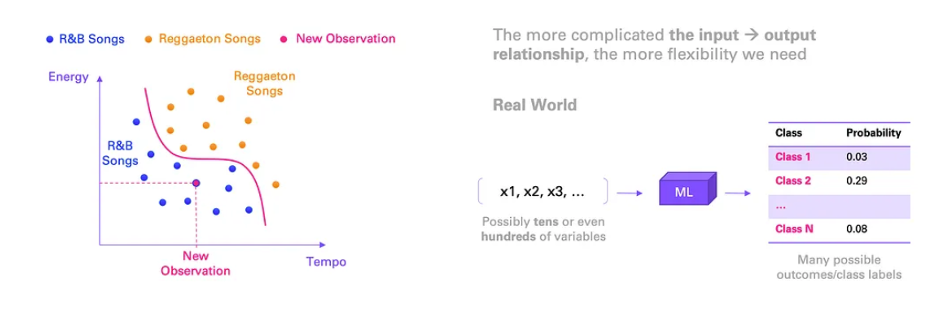 R&B Songs
Reggaeton Songs
New Observation
Energy
Reggaeton
Songs
R&B
Songs
New
Observation
Tempo
The more complicated the input → output
relationship, the more flexibility we need
Real World
x1, x2, x3, ...
Possibly tens or even
hundreds of variables
ML
Class Probability
Class 1 0.03
Class 2 0.29
...
Class N 0.08
Many possible
outcomes/class labels